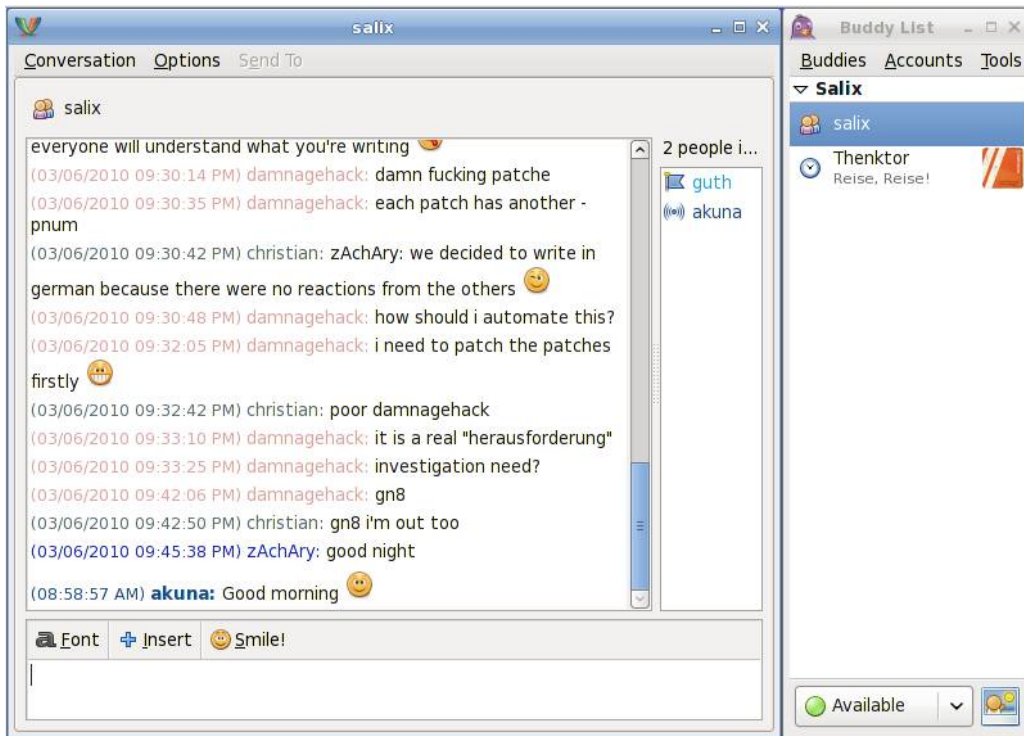 salix
Conversation Options Send To
salix
everyone will understand what you're writing
(03/06/2010 09:30:14 PM) damnagehack: damn fucking patche
(03/06/2010 09:30:35 PM) damnagehack: each patch has another -
pnum
(03/06/2010 09:30:42 PM) christian: zAchAry: we decided to write in
german because there were no reactions from the others
(03/06/2010 09:30:48 PM) damnagehack: how should i automate this?
(03/06/2010 09:32:05 PM) damnagehack: i need to patch the patches
firstly
(03/06/2010 09:32:42 PM) christian: poor damnagehack
(03/06/2010 09:33:10 PM) damnagehack: it is a real "herausforderung"
(03/06/2010 09:33:25 PM) damnagehack: investigation need?
(03/06/2010 09:42:06 PM) damnagehack: gn8
(03/06/2010 09:42:50 PM) christian: gn8 i'm out too
(03/06/2010 09:45:38 PM) zAchAry: good night
(08:58:57 AM) akuna: Good morning
2 people i...
guth
akuna
a Font Insert Smile!
Buddy List
Buddies Accounts Tools
Salix
salix
Thenktor
Reise, Reise!
Available